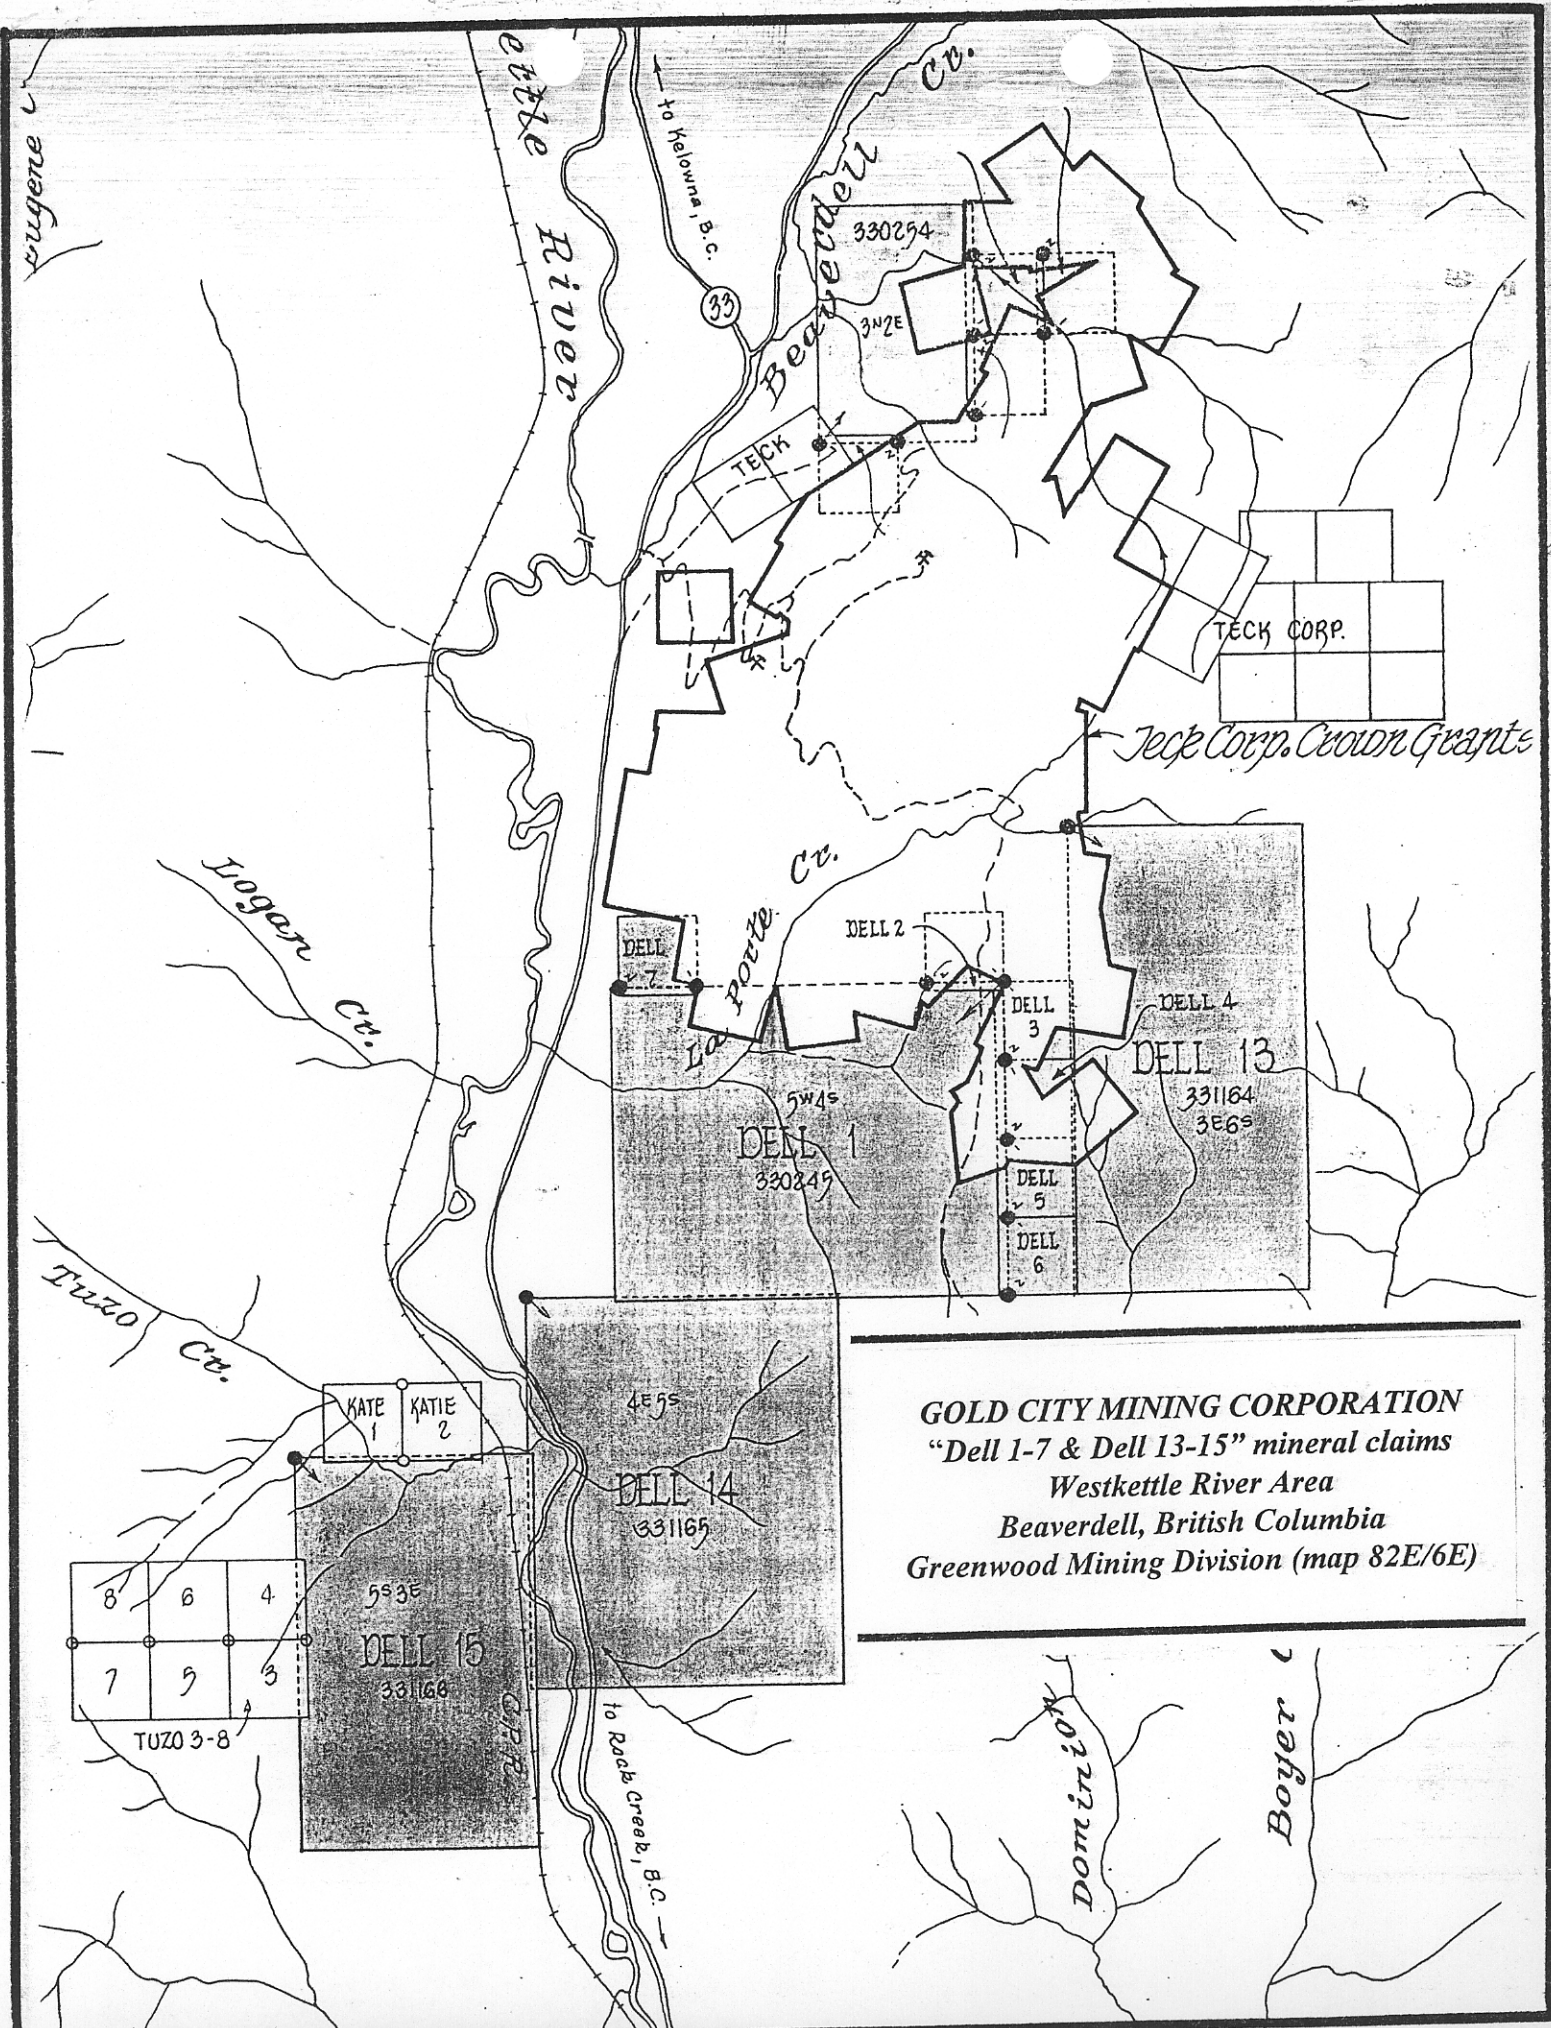 ettle River
to Kelowna, B.C.
33
Beaverdell Cr.
Eugene
330254
3N2E
TECK
TECK CORP.
Teck Corp. Crown Grants
Logan Cr.
La porte Cr.
DELL 2
DELL
7
DELL
3
DELL 4
DELL 13
331164
3E6S
5W4S
DELL 1
330245
DELL
5
DELL
6
Tuzo Cr.
KATE
1
KATIE
2
4E5S
DELL 14
331165
GOLD CITY MINING CORPORATION
“Dell 1-7 & Dell 13-15” mineral claims
Westkettle River Area
Beaverdell, British Columbia
Greenwood Mining Division (map 82E/6E)
8 6 4
7 5 3
TUZO 3-8
5S3E
DELL 15
331168
C.P.R.
to Rock Creek, B.C.
Dominion
Boyer